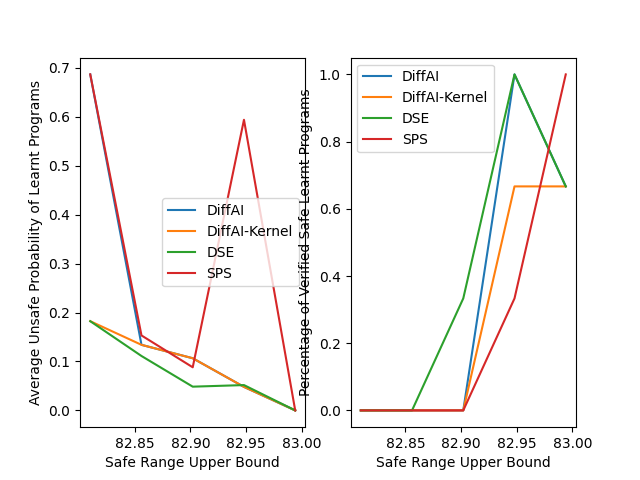 Average Unsafe Probability of Learnt Programs
0.7
0.6
0.5
0.4
0.3
0.2
0.1
0.0
82.85
82.90
82.95
83.00
Safe Range Upper Bound
DiffAI
DiffAI-Kernel
DSE
SPS
Percentage of Verified Safe Learnt Programs
1.0
0.8
0.6
0.4
0.2
0.0
82.85
82.90
82.95
83.00
Safe Range Upper Bound
DiffAI
DiffAI-Kernel
DSE
SPS